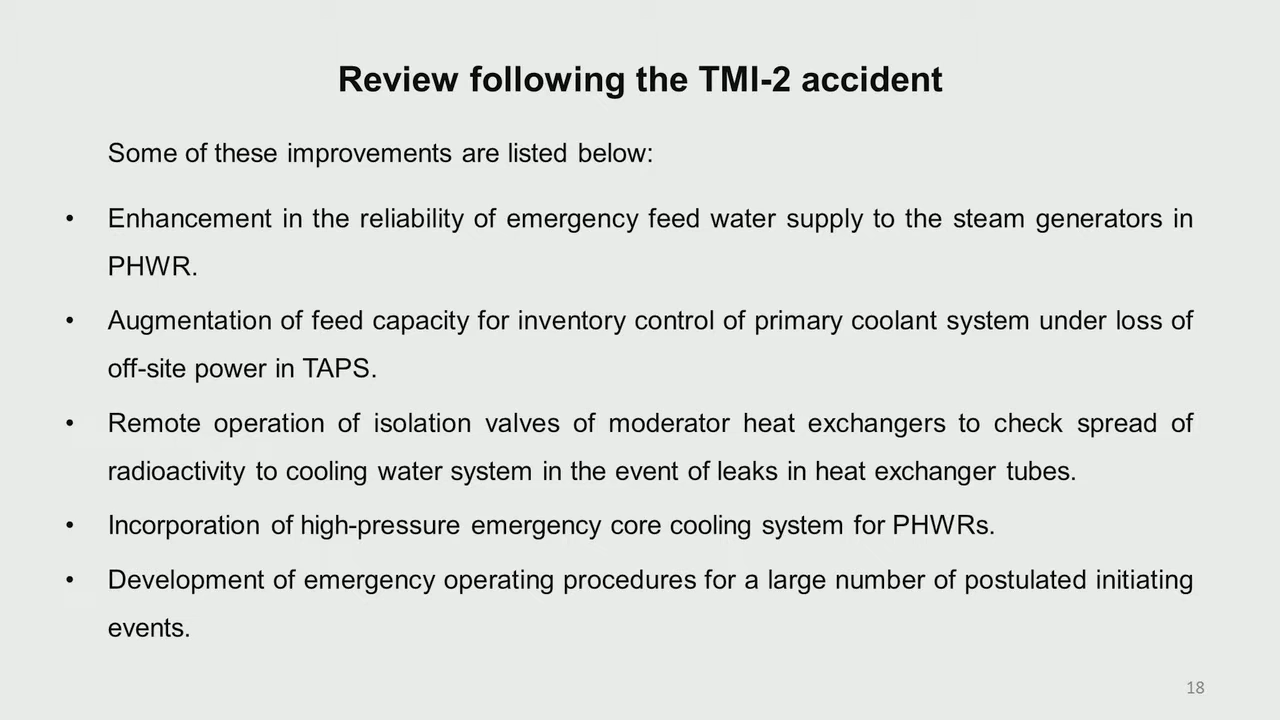 Review following the TMI-2 accident
Some of these improvements are listed below:
• Enhancement in the reliability of emergency feed water supply to the steam generators in
PHWR.
• Augmentation of feed capacity for inventory control of primary coolant system under loss of
off-site power in TAPS.
• Remote operation of isolation valves of moderator heat exchangers to check spread of
radioactivity to cooling water system in the event of leaks in heat exchanger tubes.
• Incorporation of high-pressure emergency core cooling system for PHWRs.
• Development of emergency operating procedures for a large number of postulated initiating
events.
18